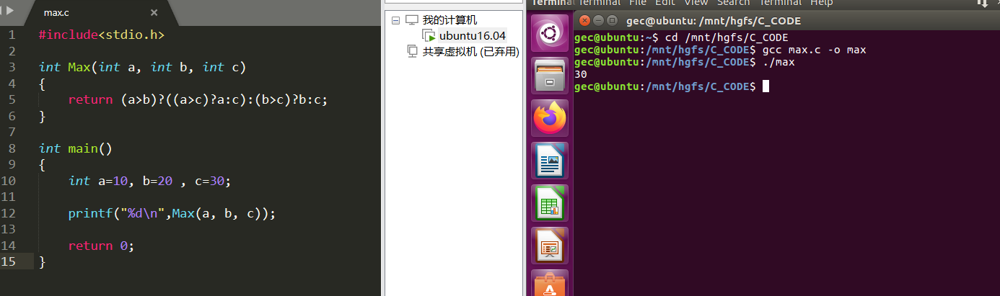 max.c ×
1 #include<stdio.h>
2
3 int Max(int a, int b, int c)
4 {
5 return (a>b)?((a>c)?a:c):(b>c)?b:c;
6 }
7
8 int main()
9 {
10 int a=10, b=20 , c=30;
11
12 printf("%d\n",Max(a, b, c));
13
14 return 0;
15 }
我的计算机
ubuntu16.04
共享虚拟机 (已弃用)
Terminal Terminal File Edit View Search Terminal Help
gec@ubuntu: /mnt/hgfs/C_CODE
gec@ubuntu:~$ cd /mnt/hgfs/C_CODE
gec@ubuntu:/mnt/hgfs/C_CODE$ gcc max.c -o max
gec@ubuntu:/mnt/hgfs/C_CODE$ ./max
30
gec@ubuntu:/mnt/hgfs/C_CODE$